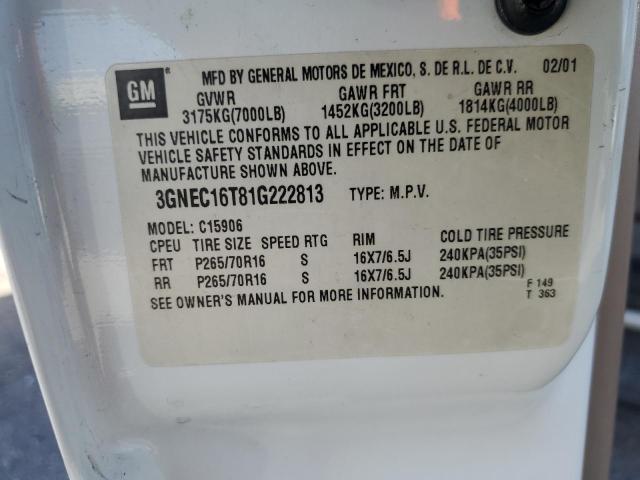 GM ® MFD BY GENERAL MOTORS DE MEXICO, S. DE R.L. DE C.V. 02/01
GVWR GAWR FRT GAWR RR
3175KG(7000LB) 1452KG(3200LB) 1814KG(4000LB)
THIS VEHICLE CONFORMS TO ALL APPLICABLE U.S. FEDERAL MOTOR
VEHICLE SAFETY STANDARDS IN EFFECT ON THE DATE OF
MANUFACTURE SHOWN ABOVE.
3GNEC16T81G222813 TYPE: M.P.V.
MODEL: C15906
CPEU TIRE SIZE SPEED RTG RIM COLD TIRE PRESSURE
FRT P265/70R16 S 16X7/6.5J 240KPA(35PSI)
RR P265/70R16 S 16X7/6.5J 240KPA(35PSI)
SEE OWNER'S MANUAL FOR MORE INFORMATION.
F 149
T 363